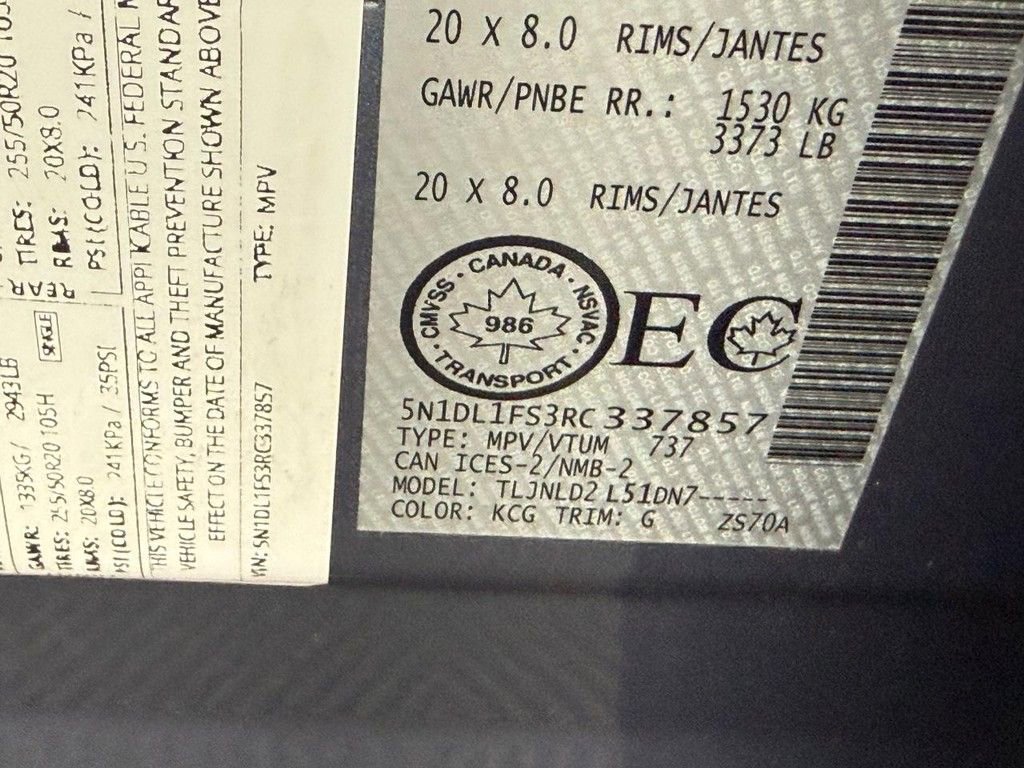 20 X 8.0 RIMS/JANTES
GAWR/PNBE RR.: 1530 KG
3373 LB
20 X 8.0 RIMS/JANTES
CMVSS · CANADA · NSVAC · TRANSPORT ·
986
EC
5N1DL1FS3RC337857
TYPE: MPV/VTUM 737
CAN ICES-2/NMB-2
MODEL: TLJNLD2 L51DN7-----
COLOR: KCG TRIM: G ZS70A
TIRES: 255/50R20
RIMS: 20X8.0
PSI(COLD): 241KPA /
GAWR: 1335KG/ 2943LB
TIRES: 255/50R20 105H SINGLE
RIMS: 20X8.0
PSI(COLD): 241KPA / 35PSI
THIS VEHICLE CONFORMS TO ALL APPLICABLE U.S. FEDERAL
VEHICLE SAFETY, BUMPER AND THEFT PREVENTION STANDAR
EFFECT ON THE DATE OF MANUFACTURE SHOWN ABOVE
VIN: 5N1DL1FS3RC337857 TYPE: MPV